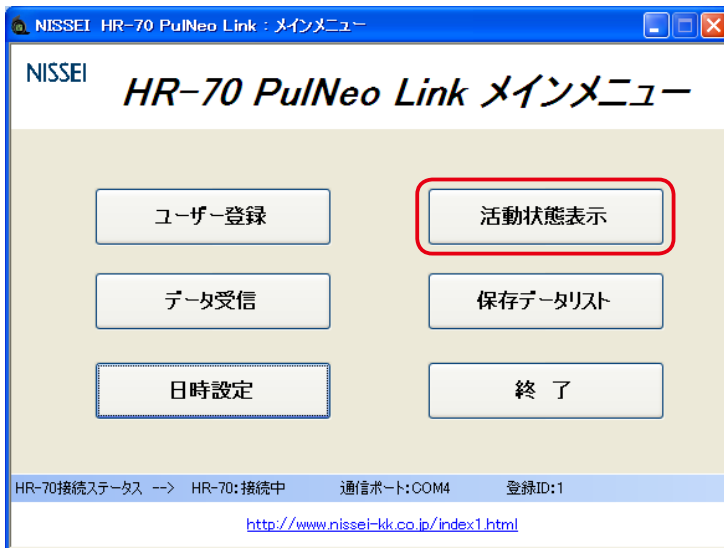 NISSEI HR-70 PulNeo Link：メインメニュー
NISSEI
HR-70 PulNeo Link メインメニュー
ユーザー登録
活動状態表示
データ受信
保存データリスト
日時設定
終 了
HR-70接続ステータス --> HR-70:接続中 通信ポート:COM4 登録ID:1
http://www.nissei-kk.co.jp/index1.html